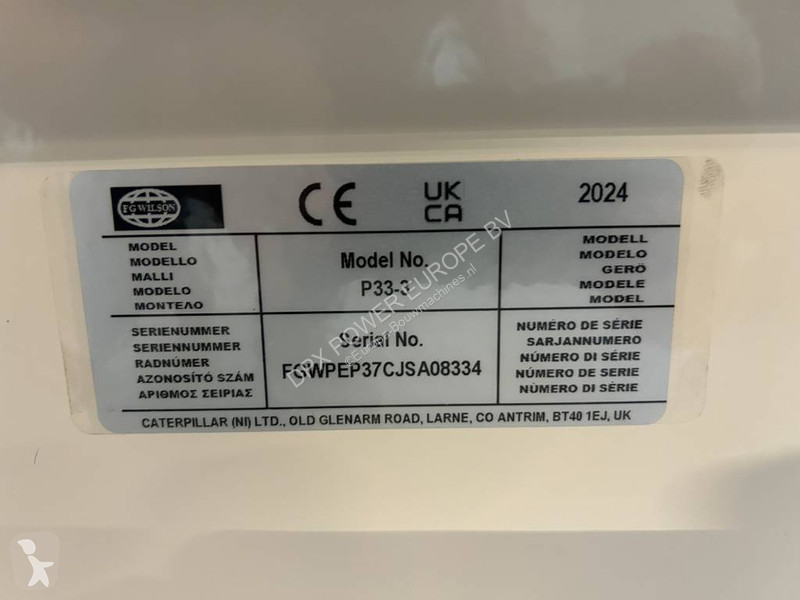 FG WILSON
CE
UK
CA
2024
MODEL
MODELLO
MALLI
MODELO
ΜΟΝΤΕΛΟ
Model No.
P33-3
MODELL
MODELO
GERÖ
MODELE
MODEL
SERIENUMMER
SERIENNUMMER
RADNÚMER
AZONOSÍTÓ SZÁM
ΑΡΙΘΜΟΣ ΣΕΙΡΙΑΣ
Serial No.
FGWPEP37CJSA08334
NUMÉRO DE SÉRIE
SARJANNUMERO
NÚMERO DI SÉRIE
NÚMERO DE SÉRIE
NÙMERO DI SÉRIE
CATERPILLAR (NI) LTD., OLD GLENARM ROAD, LARNE, CO ANTRIM, BT40 1EJ, UK
DPX POWER EUROPE BV